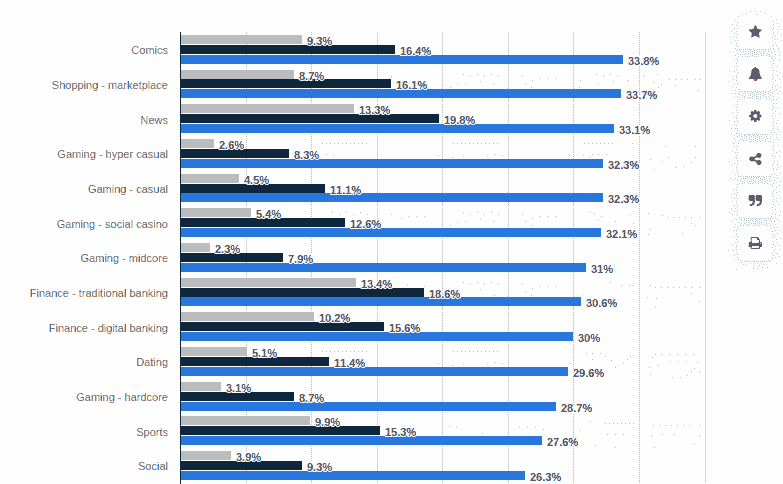 9.3%
Comics 16.4%
33.8%
8.7%
Shopping - marketplace 16.1%
33.7%
13.3%
News 19.8%
33.1%
2.6%
Gaming - hyper casual 8.3%
32.3%
4.5%
Gaming - casual 11.1%
32.3%
5.4%
Gaming - social casino 12.6%
32.1%
2.3%
Gaming - midcore 7.9%
31%
13.4%
Finance - traditional banking 18.6%
30.6%
10.2%
Finance - digital banking 15.6%
30%
5.1%
Dating 11.4%
29.6%
3.1%
Gaming - hardcore 8.7%
28.7%
9.9%
Sports 15.3%
27.6%
3.9%
Social 9.3%
26.3%